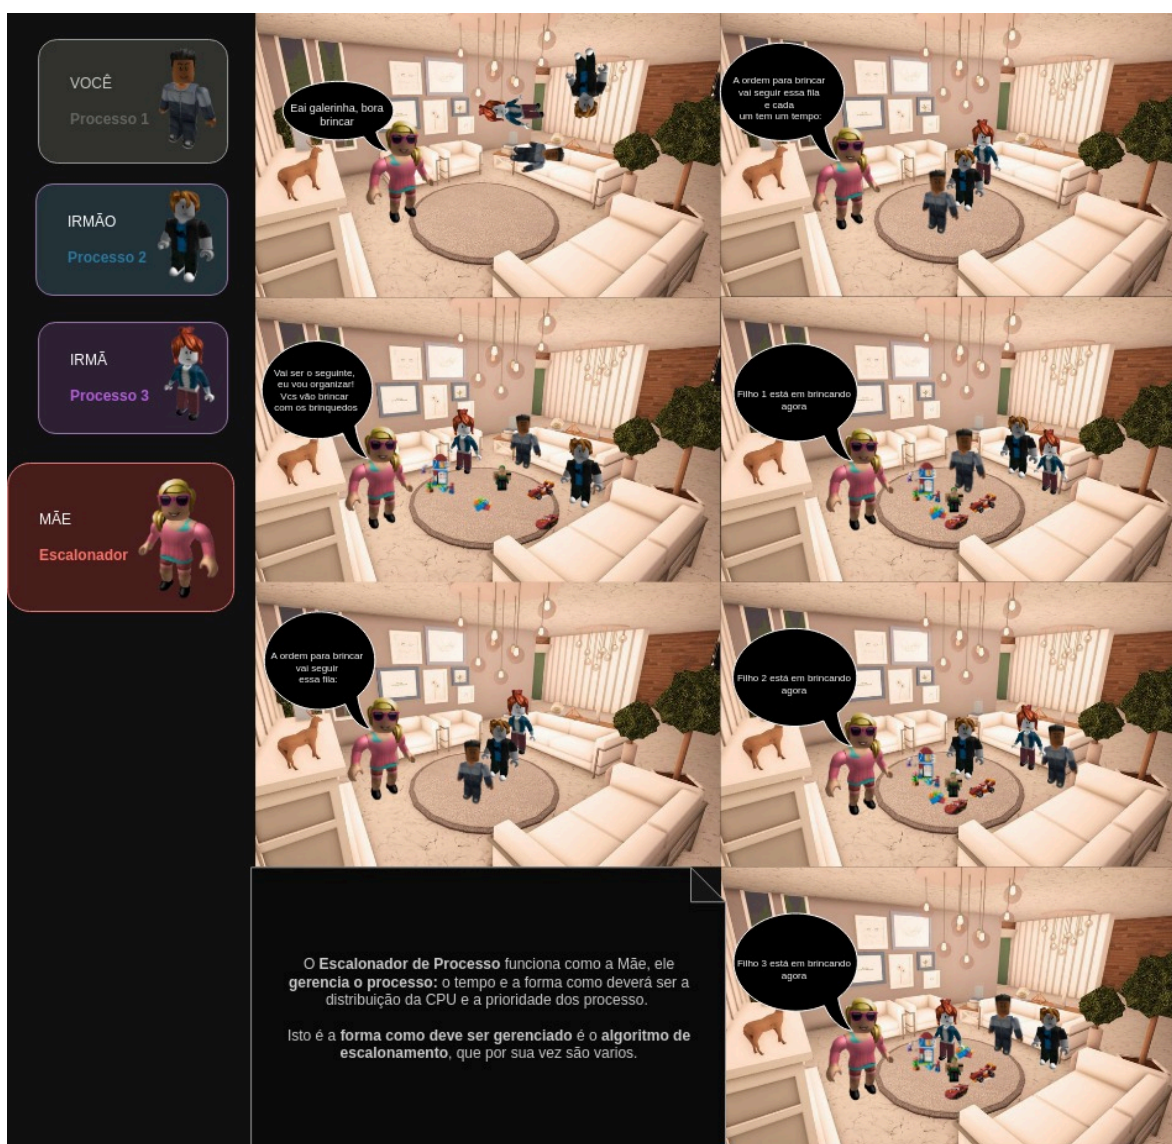 VOCÊ
Processo 1
IRMÃO
Processo 2
IRMÃ
Processo 3
MÃE
Escalonador
Eai galerinha, bora
brincar
Vai ser o seguinte,
eu vou organizar!
Vcs vão brincar
com os brinquedos
A ordem para brincar
vai seguir
essa fila:
A ordem para brincar
vai seguir essa fila
e cada
um tem um tempo:
Filho 1 está em brincando
agora
Filho 2 está em brincando
agora
Filho 3 está em brincando
agora
O Escalonador de Processo funciona como a Mãe, ele
gerencia o processo: o tempo e a forma como deverá ser a
distribuição da CPU e a prioridade dos processo.
Isto é a forma como deve ser gerenciado é o algoritmo de
escalonamento, que por sua vez são varios.